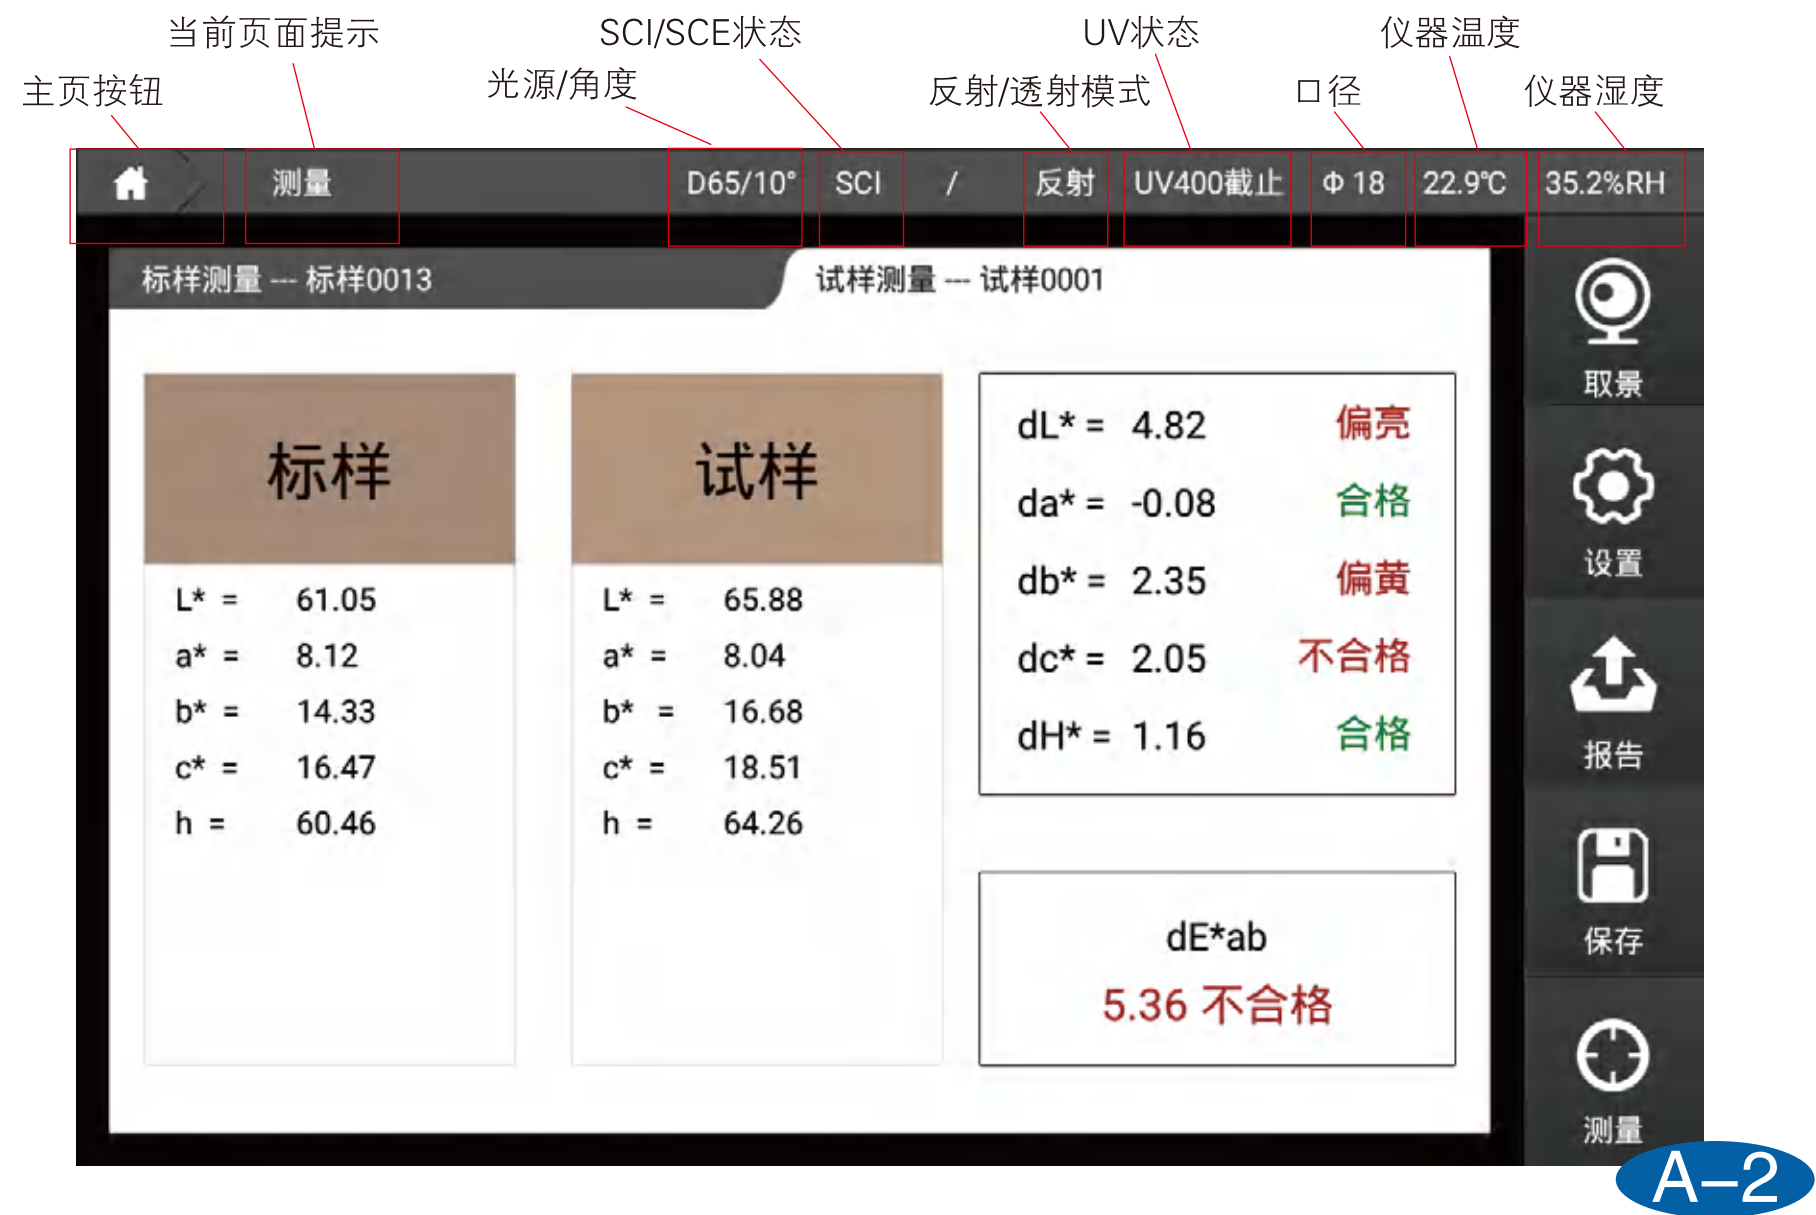 当前页面提示
SCI/SCE状态
UV状态
仪器温度
主页按钮
光源/角度
反射/透射模式
口径
仪器湿度
测量
D65/10°
SCI
/
反射
UV400截止
Φ 18
22.9℃
35.2%RH
标样测量 --- 标样0013
试样测量 --- 试样0001
标样
L* = 61.05
a* = 8.12
b* = 14.33
c* = 16.47
h = 60.46
试样
L* = 65.88
a* = 8.04
b* = 16.68
c* = 18.51
h = 64.26
dL* = 4.82 偏亮
da* = -0.08 合格
db* = 2.35 偏黄
dc* = 2.05 不合格
dH* = 1.16 合格
dE*ab
5.36 不合格
取景
设置
报告
保存
测量
A-2